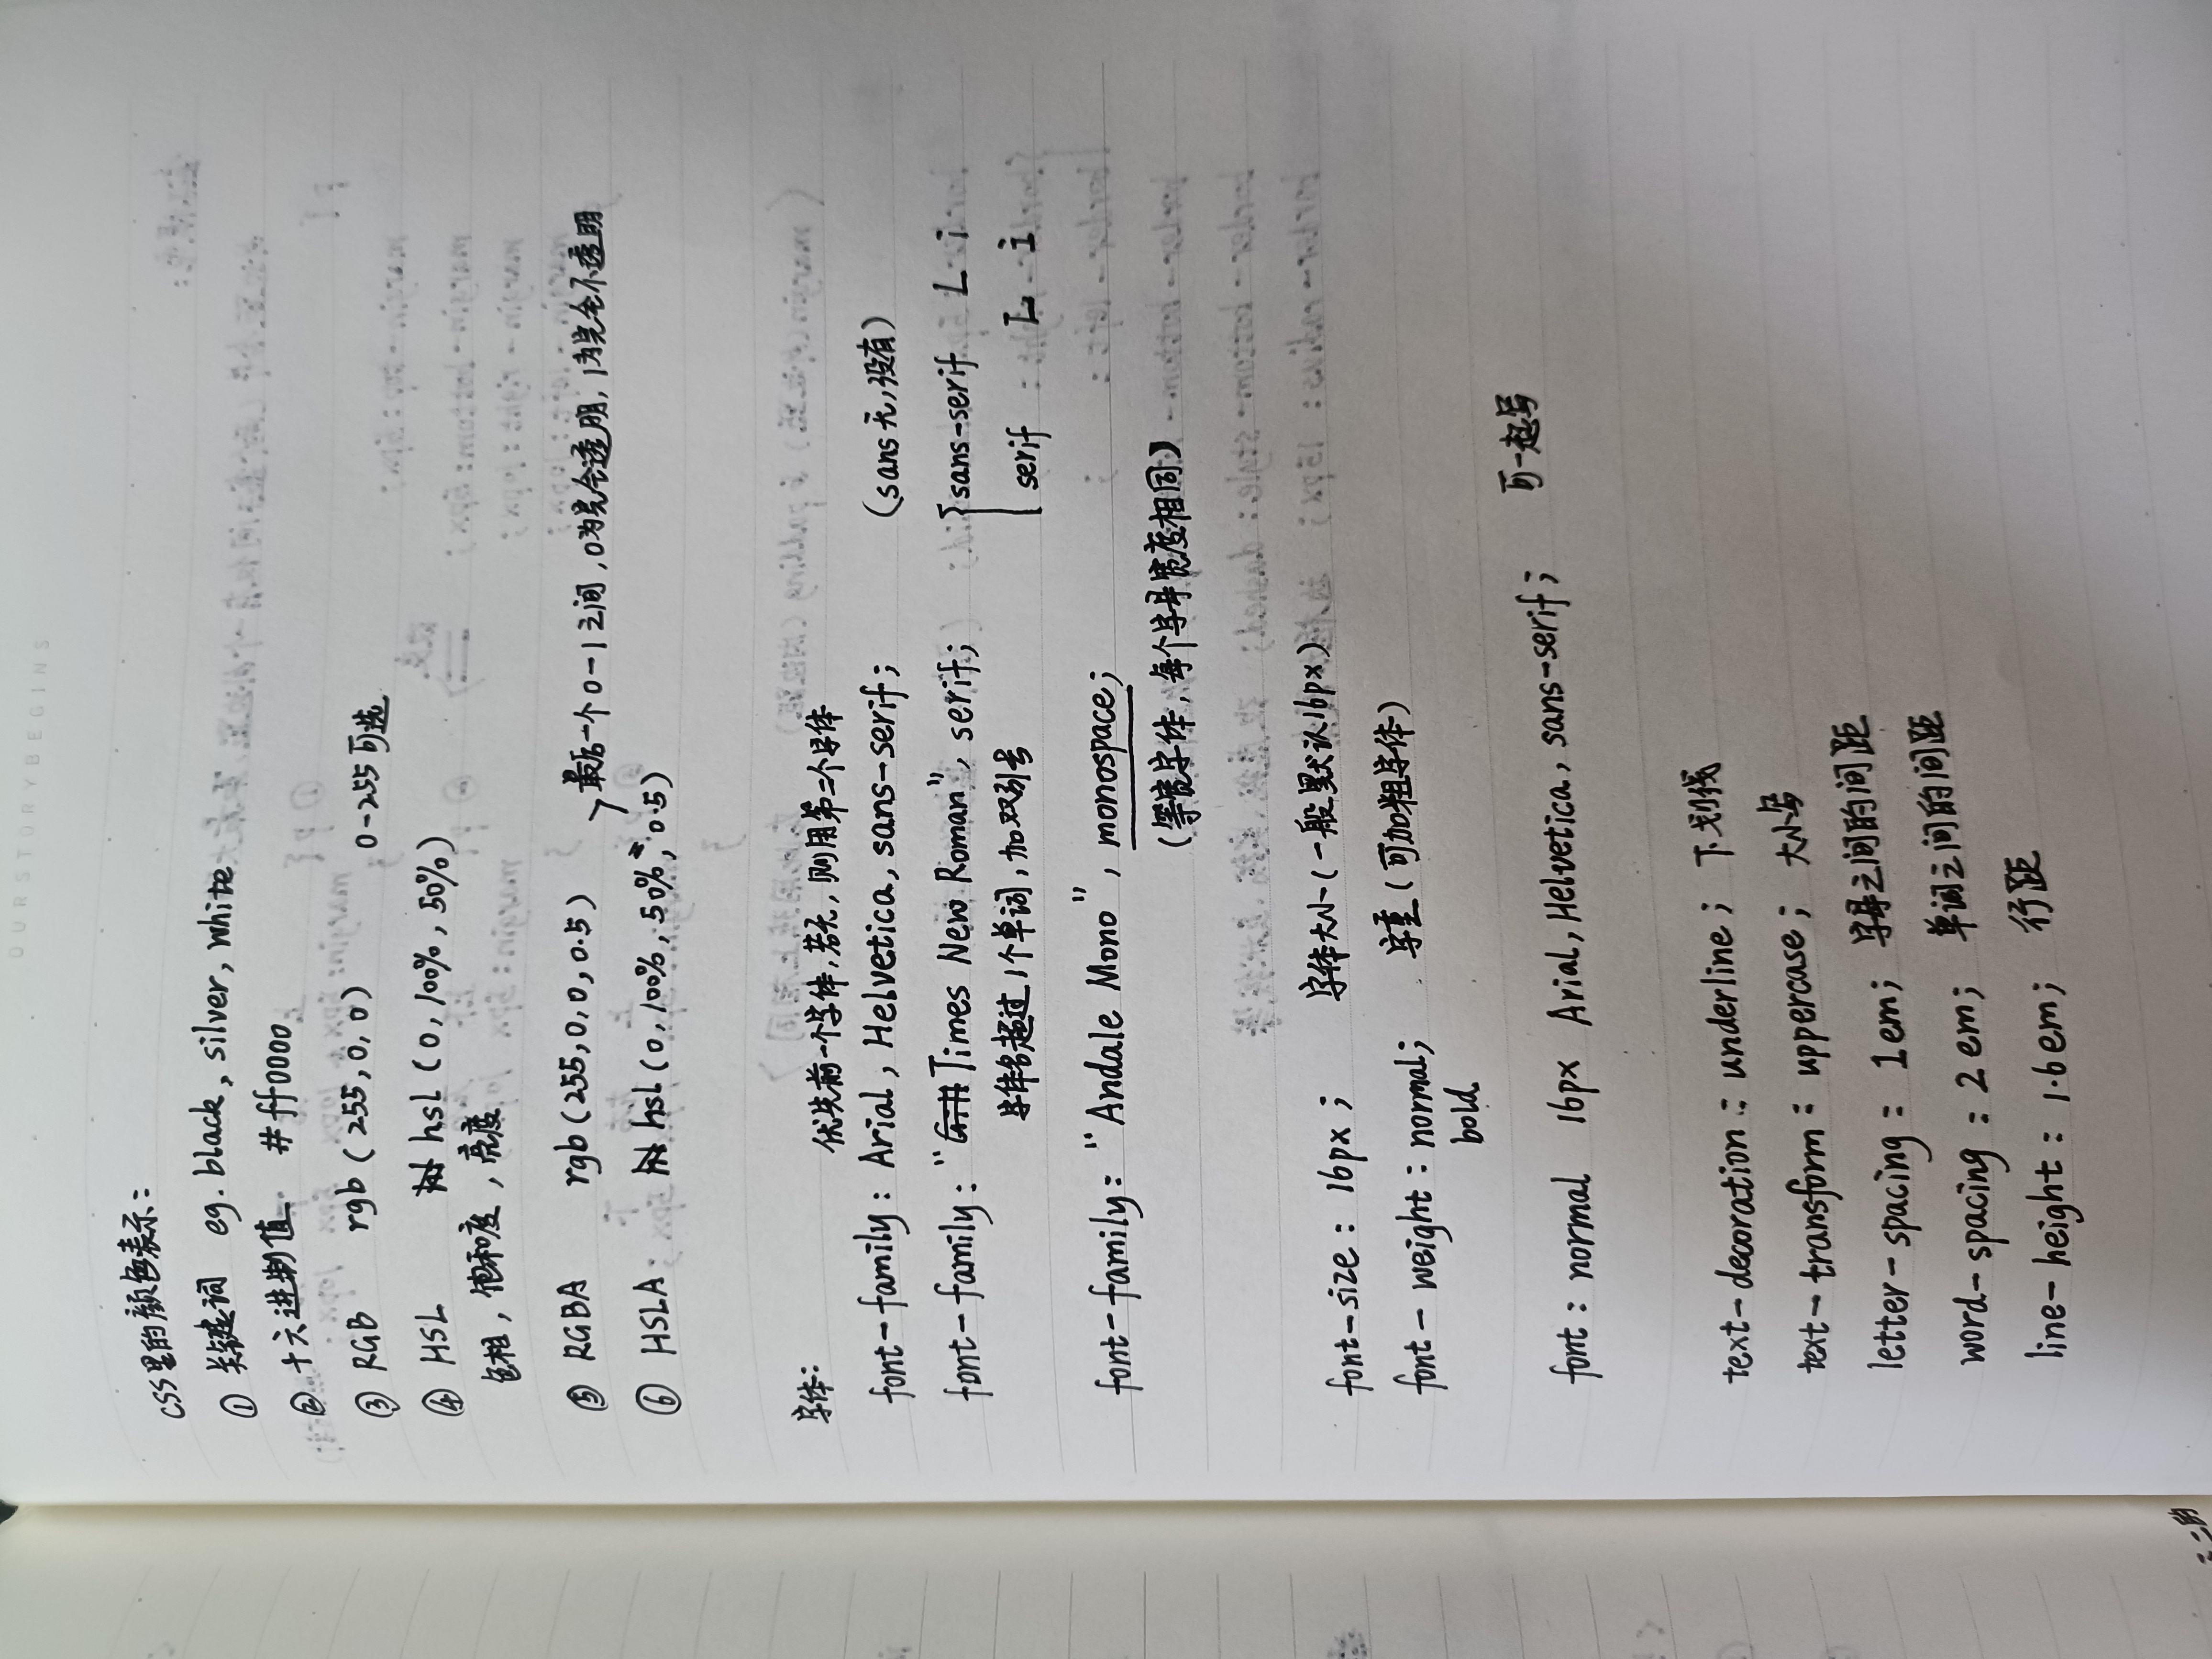 OURSTORYBEGINS
CSS里的颜色表示：
① 关键词 eg. black, silver, white
② 十六进制值 #ff0000
③ RGB rgb(255,0,0) 0-255可选
④ HSL hsl(0,100%,50%)
色相，饱和度，亮度
⑤ RGBA rgb(255,0,0,0.5)
最后一个0-1之间,0为完全透明,1为完全不透明
⑥ HSLA hsl(0,100%,50%,0.5)
字体：
优先前一个字体,若无,则用第二个字体
font-family: Arial, Helvetica, sans-serif; (sans无,没有)
font-family: "Times New Roman", serif; sans-serif L i
字体名超过1个单词,加双引号 serif L i
font-family: "Andale Mono", monospace;
(等宽字体,每个字母宽度相同)
font-size: 16px; 字体大小(一般默认16px)
font-weight: normal; 字重(可加粗字体)
bold
可一起写
font: normal 16px Arial, Helvetica, sans-serif;
text-decoration: underline; 下划线
text-transform: uppercase; 大小写
letter-spacing: 1em; 字母之间的间距
word-spacing: 2em; 单词之间的间距
line-height: 1.6em; 行距